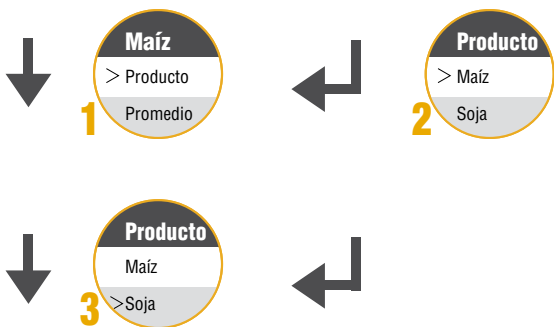 Maíz
> Producto
Promedio
1
Producto
> Maíz
Soja
2
Producto
Maíz
>Soja
3